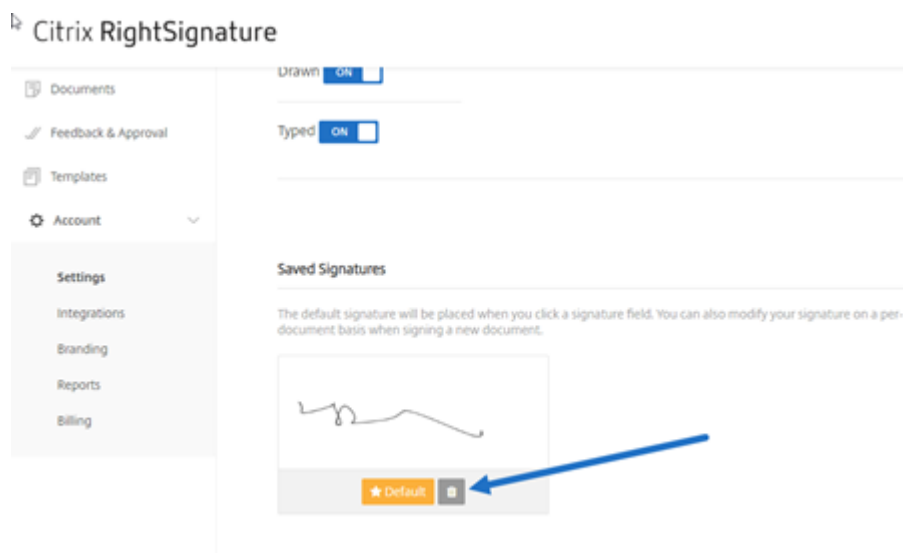 Citrix RightSignature
Documents
Feedback & Approval
Templates
Account
Settings
Integrations
Branding
Reports
Billing
Drawn ON
Typed ON
Saved Signatures
The default signature will be placed when you click a signature field. You can also modify your signature on a per-
document basis when signing a new document.
Default